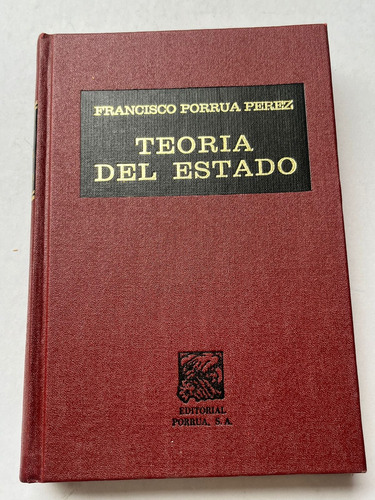 FRANCISCO PORRUA PEREZ
TEORIA
DEL ESTADO
EDITORIAL
PORRUA, S. A.